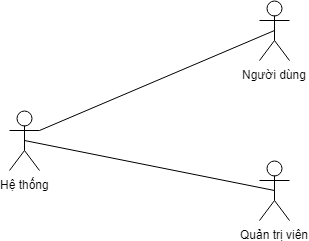 Người dùng
Hệ thống
Quản trị viên